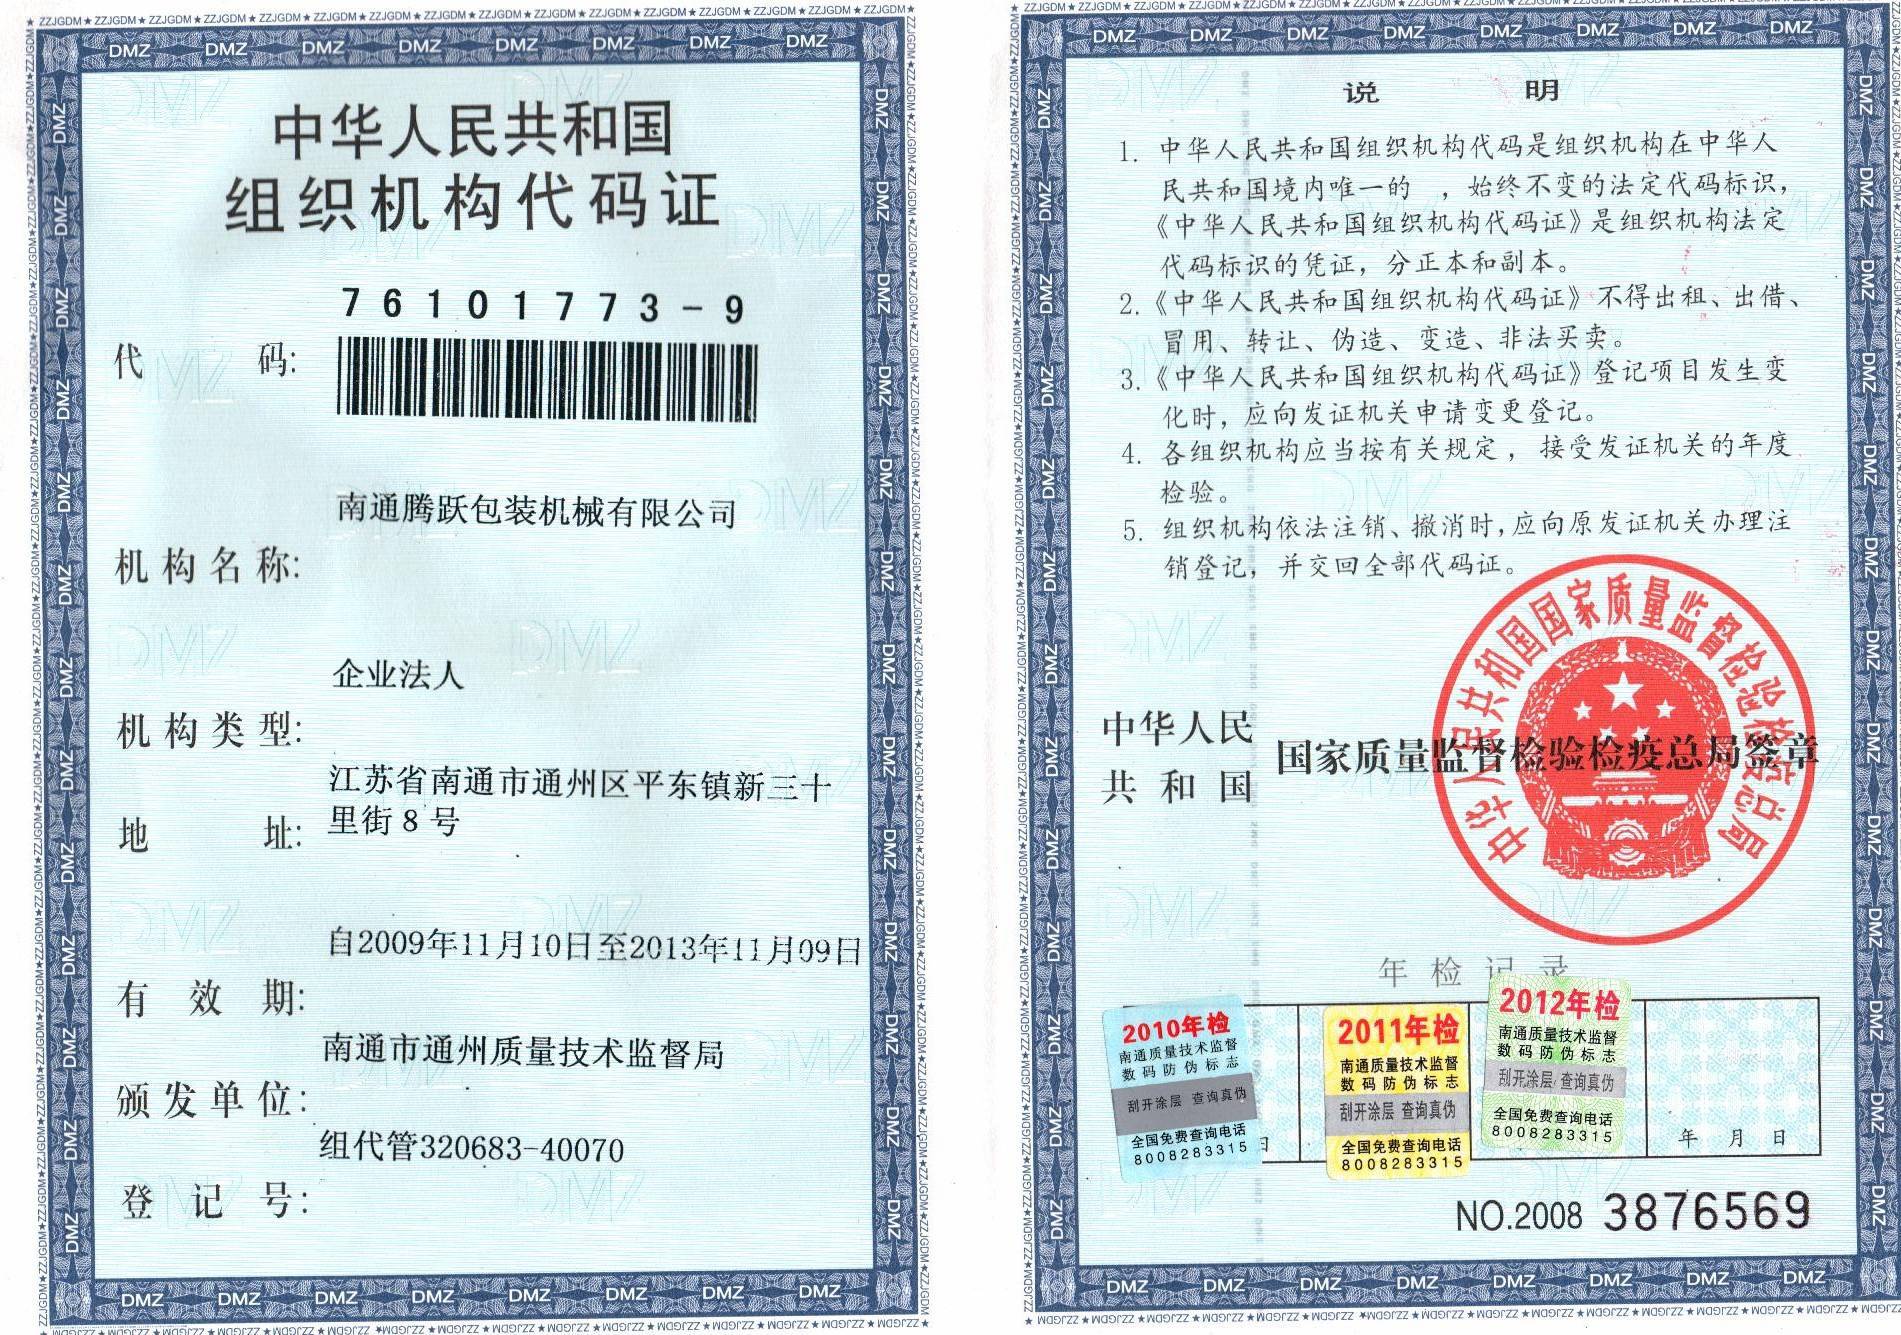 中华人民共和国
组织机构代码证
76101773-9
代 码:
南通腾跃包装机械有限公司
机构名称:
企业法人
机构类型:
江苏省南通市通州区平东镇新三十
里街8号
地 址:
自2009年11月10日至2013年11月09日
有 效 期:
南通市通州质量技术监督局
颁发单位:
组代管320683-40070
登 记 号:
说 明
1. 中华人民共和国组织机构代码是组织机构在中华人
民共和国境内唯一的 ，始终不变的法定代码标识，
《中华人民共和国组织机构代码证》是组织机构法定
代码标识的凭证，分正本和副本。
2.《中华人民共和国组织机构代码证》不得出租、出借、
冒用、转让、伪造、变造、非法买卖。
3.《中华人民共和国组织机构代码证》登记项目发生变
化时，应向发证机关申请变更登记。
4. 各组织机构应当按有关规定，接受发证机关的年度
检验。
5. 组织机构依法注销、撤消时，应向原发证机关办理注
销登记，并交回全部代码证。
中华人民共和国国家质量监督检验检疫总局
中华人民
共和国
国家质量监督检验检疫总局签章
年检记录
2010年检
南通质量技术监督
数码防伪标志
刮开涂层 查询真伪
全国免费查询电话
8008283315
日
2011年检
南通质量技术监督
数码防伪标志
刮开涂层 查询真伪
全国免费查询电话
8008283315
2012年检
南通质量技术监督
数码防伪标志
刮开涂层 查询真伪
全国免费查询电话
8008283315
年 月 日
NO.2008 3876569
DMZ
ZZJGDM★ZZJGDM